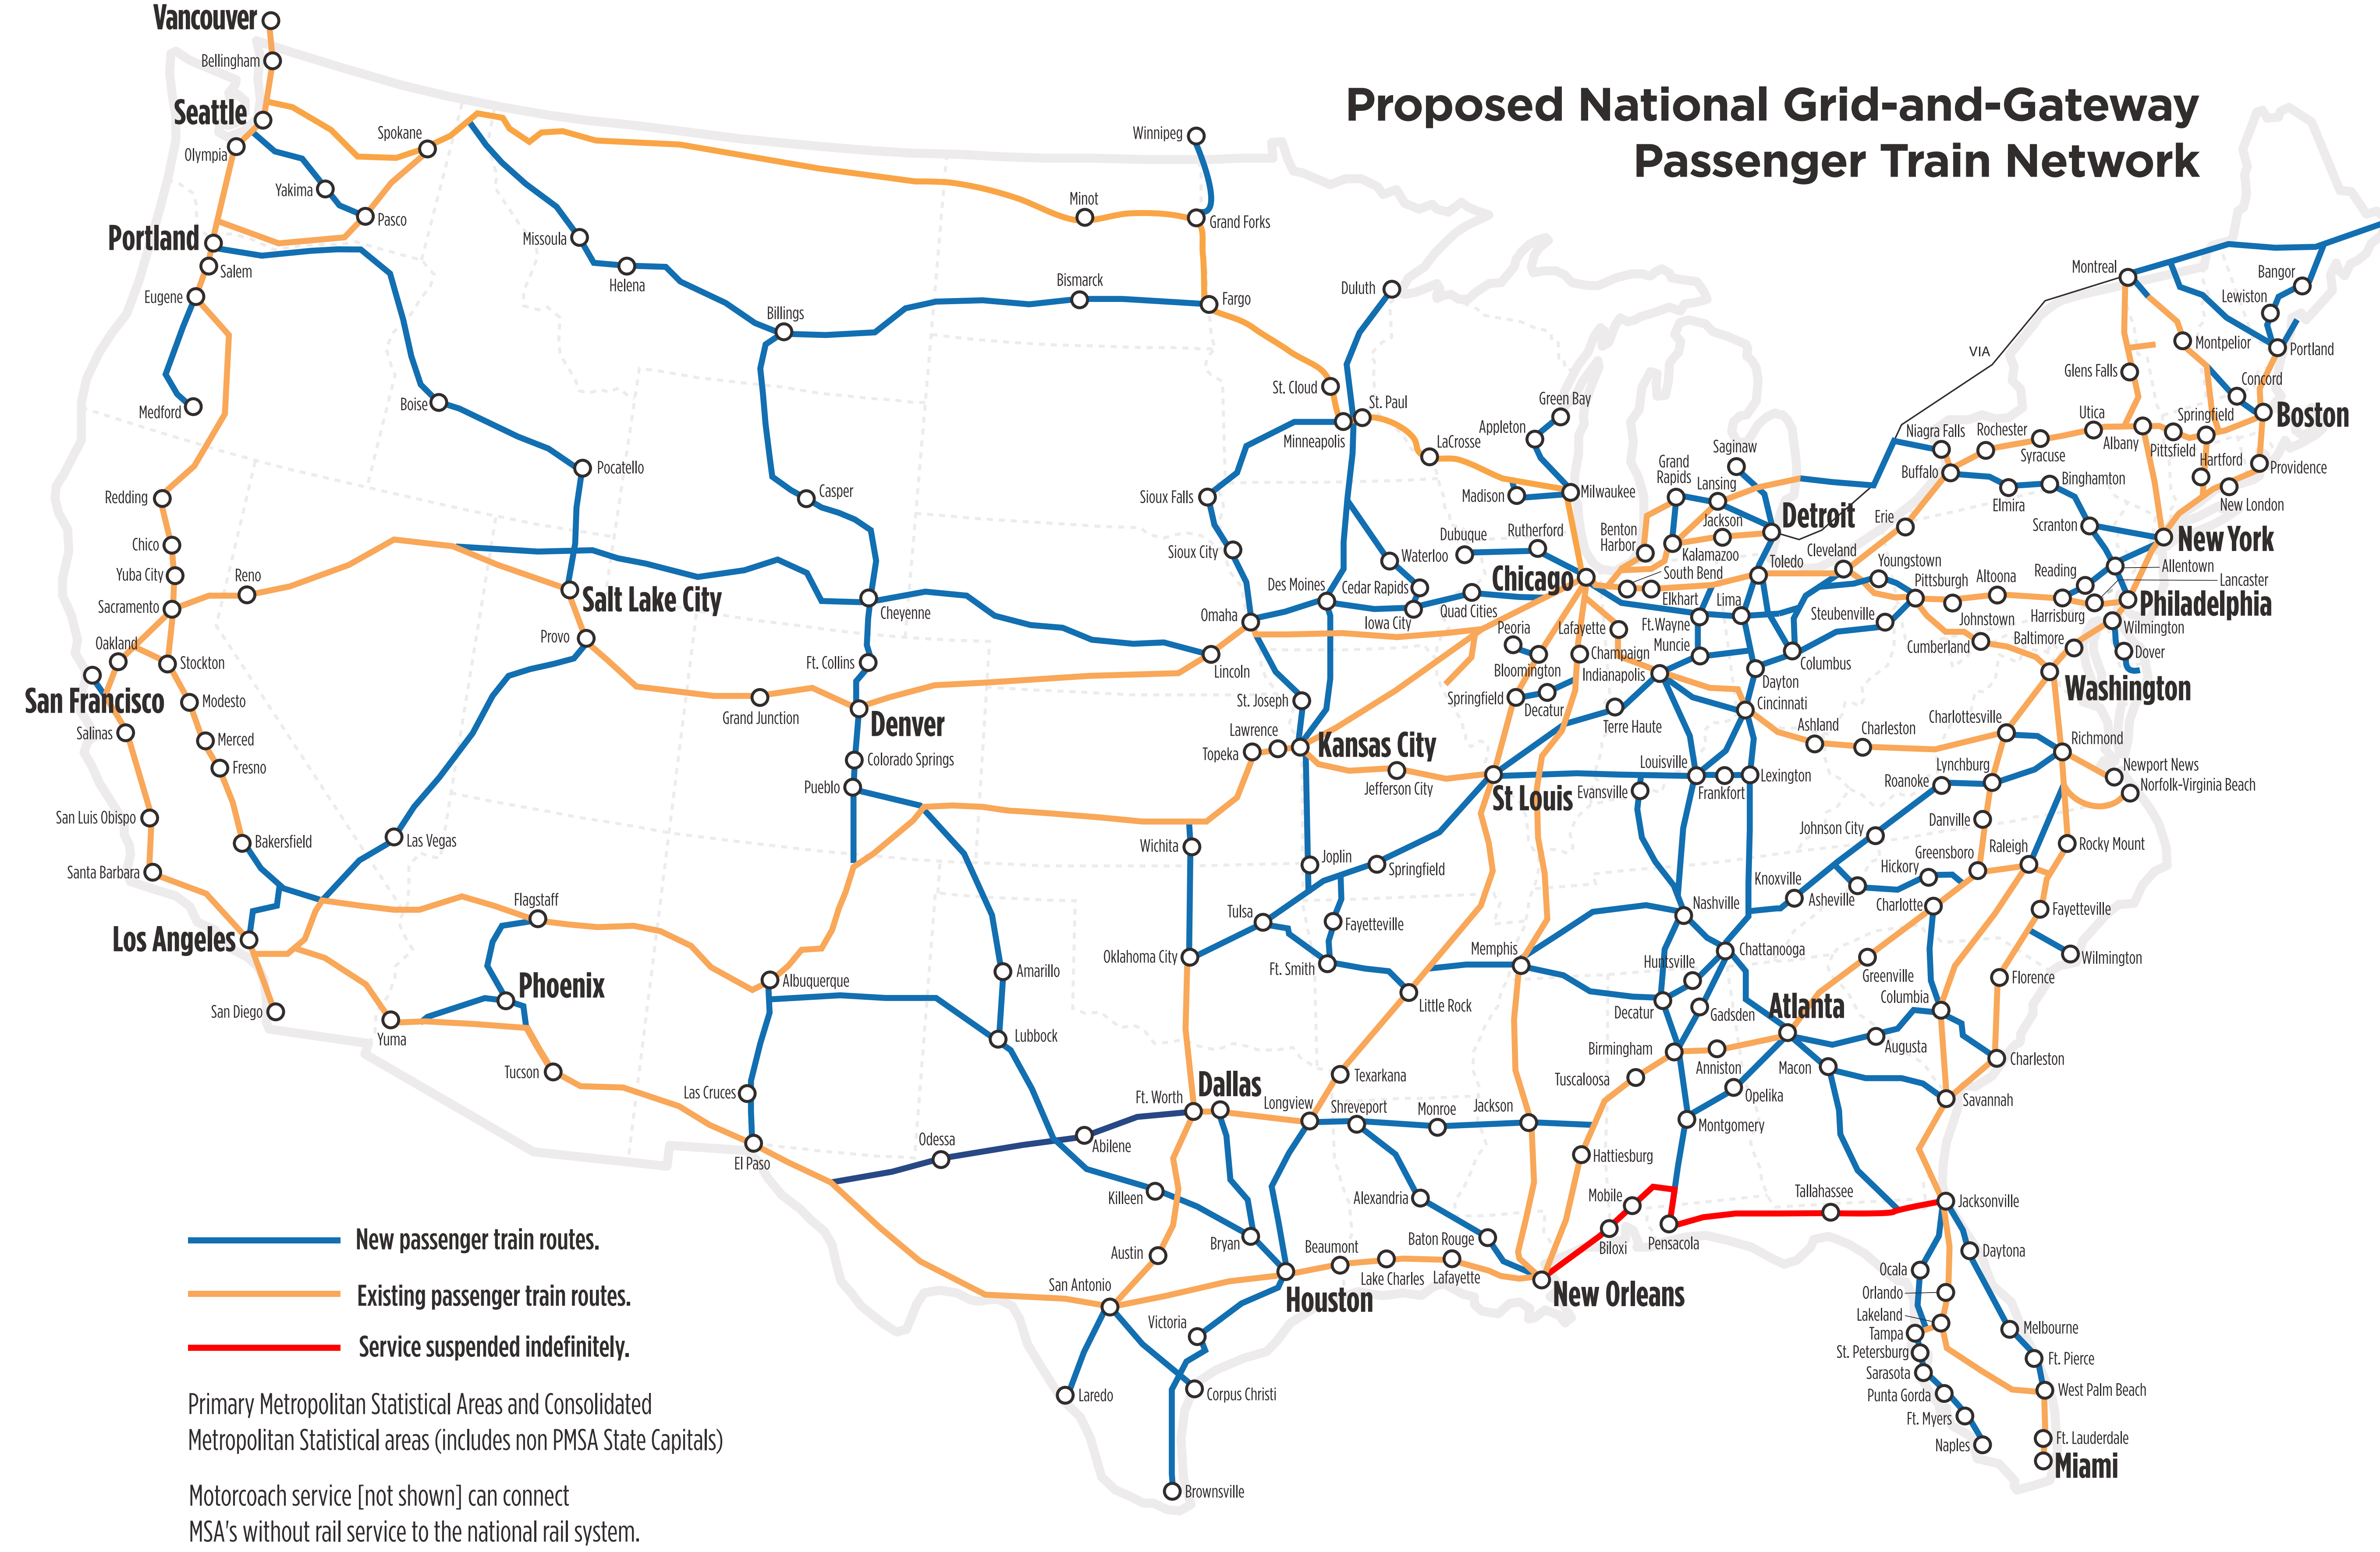 Proposed National Grid-and-Gateway
Passenger Train Network
Vancouver
Bellingham
Seattle
Olympia
Spokane
Yakima
Pasco
Portland
Salem
Eugene
Medford
Missoula
Helena
Billings
Bismarck
Minot
Winnipeg
Grand Forks
Fargo
Duluth
St. Cloud
St. Paul
Minneapolis
LaCrosse
Green Bay
Appleton
Madison
Milwaukee
Boise
Pocatello
Casper
Sioux Falls
Sioux City
Redding
Chico
Yuba City
Reno
Sacramento
Oakland
Stockton
San Francisco
Modesto
Salinas
Merced
Fresno
San Luis Obispo
Bakersfield
Santa Barbara
Los Angeles
San Diego
Salt Lake City
Provo
Las Vegas
Cheyenne
Ft. Collins
Grand Junction
Denver
Colorado Springs
Pueblo
Flagstaff
Phoenix
Yuma
Tucson
Albuquerque
Las Cruces
El Paso
Amarillo
Lubbock
Odessa
Abilene
Omaha
Lincoln
Des Moines
Waterloo
Cedar Rapids
Iowa City
Quad Cities
Dubuque
Rutherford
Chicago
St. Joseph
Lawrence
Topeka
Kansas City
Jefferson City
St Louis
Peoria
Bloomington
Springfield
Decatur
Champaign
Lafayette
Indianapolis
Terre Haute
Wichita
Joplin
Springfield
Tulsa
Fayetteville
Oklahoma City
Ft. Smith
Little Rock
Memphis
Texarkana
Ft. Worth
Dallas
Longview
Shreveport
Monroe
Jackson
Killeen
Bryan
Austin
San Antonio
Houston
Beaumont
Lake Charles
Lafayette
Baton Rouge
Alexandria
New Orleans
Victoria
Laredo
Corpus Christi
Brownsville
Hattiesburg
Mobile
Biloxi
Pensacola
Tallahassee
Jacksonville
Saginaw
Grand
Rapids
Lansing
Benton
Harbor
Jackson
Kalamazoo
Detroit
South Bend
Elkhart
Toledo
Lima
Ft.Wayne
Muncie
Cleveland
Youngstown
Erie
Steubenville
Columbus
Dayton
Cincinnati
Louisville
Evansville
Frankfort
Lexington
Ashland
Charleston
Nashville
Knoxville
Chattanooga
Huntsville
Decatur
Gadsden
Birmingham
Anniston
Tuscaloosa
Opelika
Montgomery
Atlanta
Macon
Augusta
Columbia
Greenville
Charlotte
Asheville
Hickory
Johnson City
Greensboro
Raleigh
Danville
Roanoke
Lynchburg
Charlottesville
Richmond
Newport News
Norfolk-Virginia Beach
Rocky Mount
Fayetteville
Wilmington
Florence
Charleston
Savannah
Daytona
Ocala
Orlando
Lakeland
Tampa
St. Petersburg
Sarasota
Punta Gorda
Ft. Myers
Naples
Melbourne
Ft. Pierce
West Palm Beach
Ft. Lauderdale
Miami
Montreal
VIA
Bangor
Lewiston
Portland
Montpelior
Glens Falls
Concord
Boston
Springfield
Utica
Albany
Pittsfield
Hartford
Providence
New London
Niagra Falls
Rochester
Syracuse
Buffalo
Elmira
Binghamton
Scranton
New York
Allentown
Lancaster
Reading
Philadelphia
Harrisburg
Altoona
Pittsburgh
Johnstown
Cumberland
Baltimore
Wilmington
Dover
Washington
New passenger train routes.
Existing passenger train routes.
Service suspended indefinitely.
Primary Metropolitan Statistical Areas and Consolidated
Metropolitan Statistical areas (includes non PMSA State Capitals)
Motorcoach service [not shown] can connect
MSA's without rail service to the national rail system.